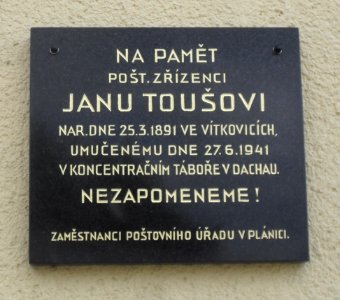 NA PAMĚT
POŠT. ZŘÍZENCI
JANU TOUŠOVI
NAR. DNE 25.3.1891 VE VÍTKOVICÍCH,
UMUČENÉMU DNE 27.6.1941
V KONCENTRAČNÍM TÁBOŘE V DACHAU.
NEZAPOMENEME!
ZAMĚSTNANCI POŠTOVNÍHO ÚŘADU V PLÁNICI.